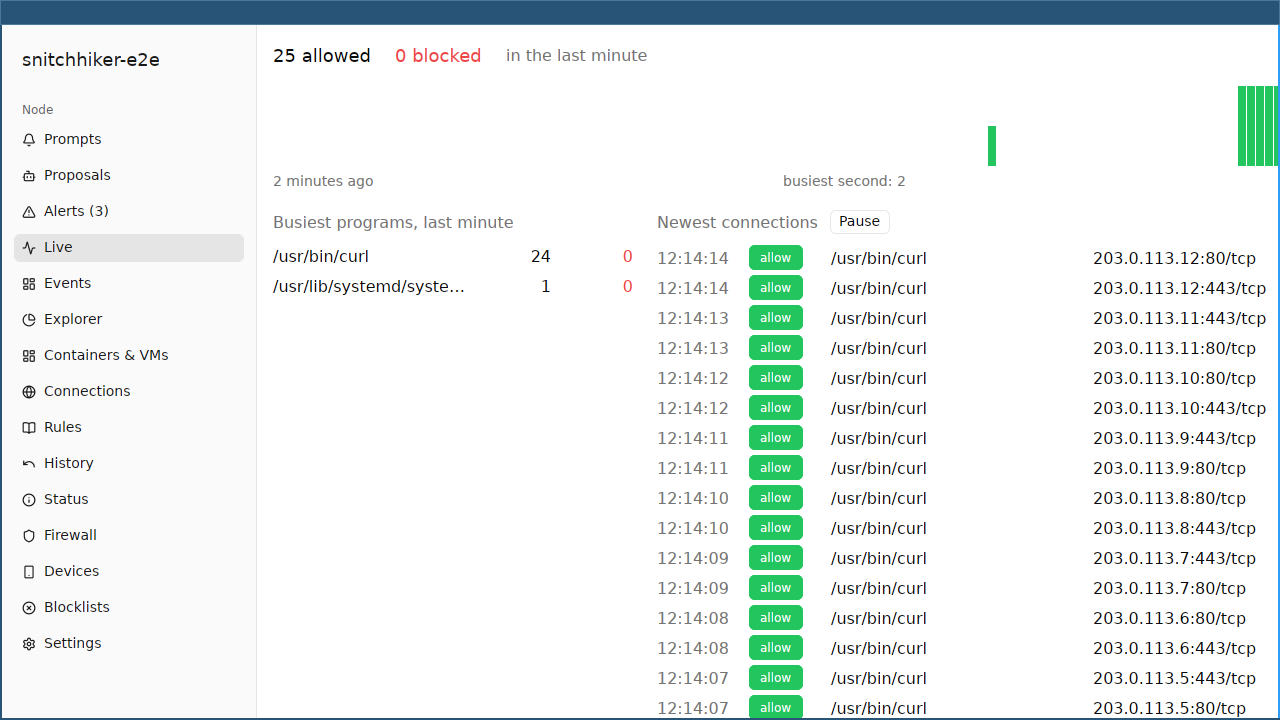 snitchhiker-e2e
Node
Prompts
Proposals
Alerts (3)
Live
Events
Explorer
Containers & VMs
Connections
Rules
History
Status
Firewall
Devices
Blocklists
Settings
25 allowed 0 blocked in the last minute
2 minutes ago busiest second: 2
Busiest programs, last minute
/usr/bin/curl 24 0
/usr/lib/systemd/syste… 1 0
Newest connections Pause
12:14:14 allow /usr/bin/curl 203.0.113.12:80/tcp
12:14:14 allow /usr/bin/curl 203.0.113.12:443/tcp
12:14:13 allow /usr/bin/curl 203.0.113.11:443/tcp
12:14:13 allow /usr/bin/curl 203.0.113.11:80/tcp
12:14:12 allow /usr/bin/curl 203.0.113.10:80/tcp
12:14:12 allow /usr/bin/curl 203.0.113.10:443/tcp
12:14:11 allow /usr/bin/curl 203.0.113.9:443/tcp
12:14:11 allow /usr/bin/curl 203.0.113.9:80/tcp
12:14:10 allow /usr/bin/curl 203.0.113.8:80/tcp
12:14:10 allow /usr/bin/curl 203.0.113.8:443/tcp
12:14:09 allow /usr/bin/curl 203.0.113.7:443/tcp
12:14:09 allow /usr/bin/curl 203.0.113.7:80/tcp
12:14:08 allow /usr/bin/curl 203.0.113.6:80/tcp
12:14:08 allow /usr/bin/curl 203.0.113.6:443/tcp
12:14:07 allow /usr/bin/curl 203.0.113.5:443/tcp
12:14:07 allow /usr/bin/curl 203.0.113.5:80/tcp